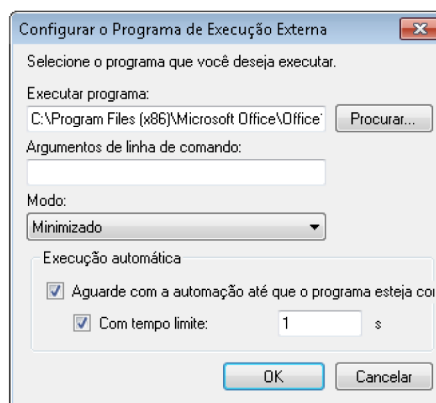 Configurar o Programa de Execução Externa
Selecione o programa que você deseja executar.
Executar programa:
C:\Program Files (x86)\Microsoft Office\Office
Procurar...
Argumentos de linha de comando:
Modo:
Minimizado
Execução automática
Aguarde com a automação até que o programa esteja
Com tempo limite: 1 s
OK Cancelar